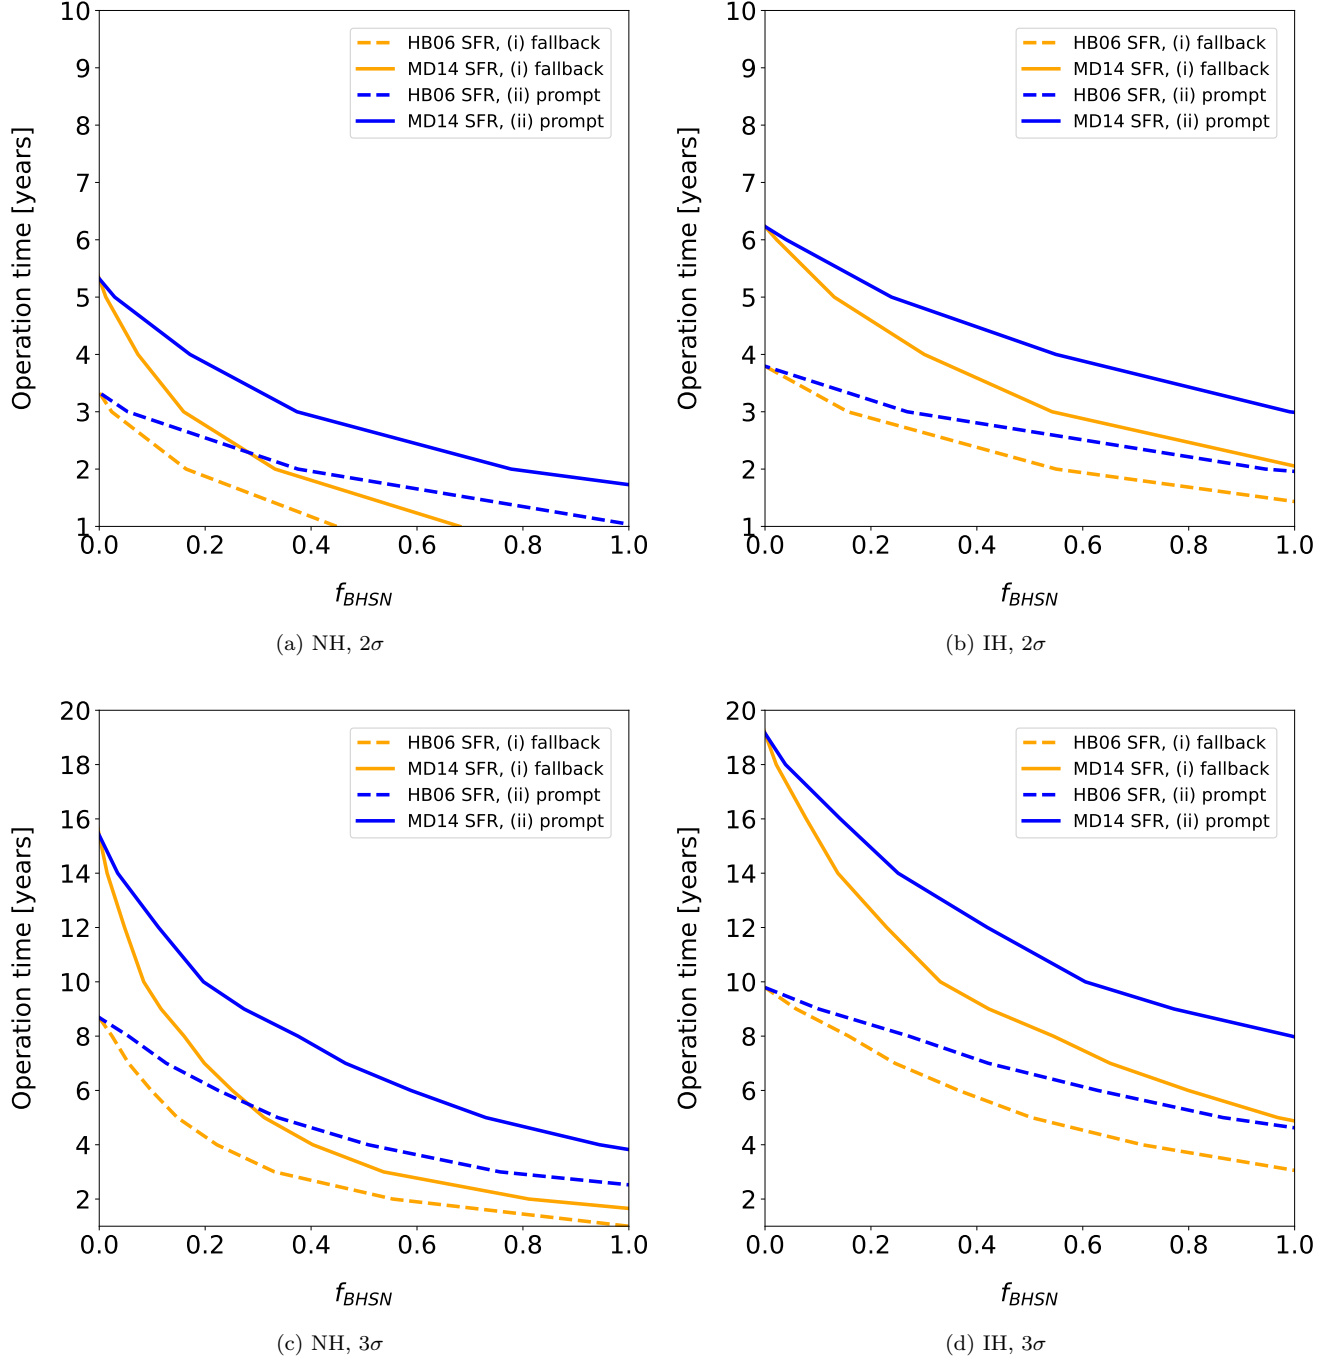 10
9
8
7
6
5
4
3
2
1
Operation time [years]
HB06 SFR, (i) fallback
MD14 SFR, (i) fallback
HB06 SFR, (ii) prompt
MD14 SFR, (ii) prompt
0.0 0.2 0.4 0.6 0.8 1.0
f_BHSN
(a) NH, 2σ
10
9
8
7
6
5
4
3
2
1
Operation time [years]
HB06 SFR, (i) fallback
MD14 SFR, (i) fallback
HB06 SFR, (ii) prompt
MD14 SFR, (ii) prompt
0.0 0.2 0.4 0.6 0.8 1.0
f_BHSN
(b) IH, 2σ
20
18
16
14
12
10
8
6
4
2
Operation time [years]
HB06 SFR, (i) fallback
MD14 SFR, (i) fallback
HB06 SFR, (ii) prompt
MD14 SFR, (ii) prompt
0.0 0.2 0.4 0.6 0.8 1.0
f_BHSN
(c) NH, 3σ
20
18
16
14
12
10
8
6
4
2
Operation time [years]
HB06 SFR, (i) fallback
MD14 SFR, (i) fallback
HB06 SFR, (ii) prompt
MD14 SFR, (ii) prompt
0.0 0.2 0.4 0.6 0.8 1.0
f_BHSN
(d) IH, 3σ